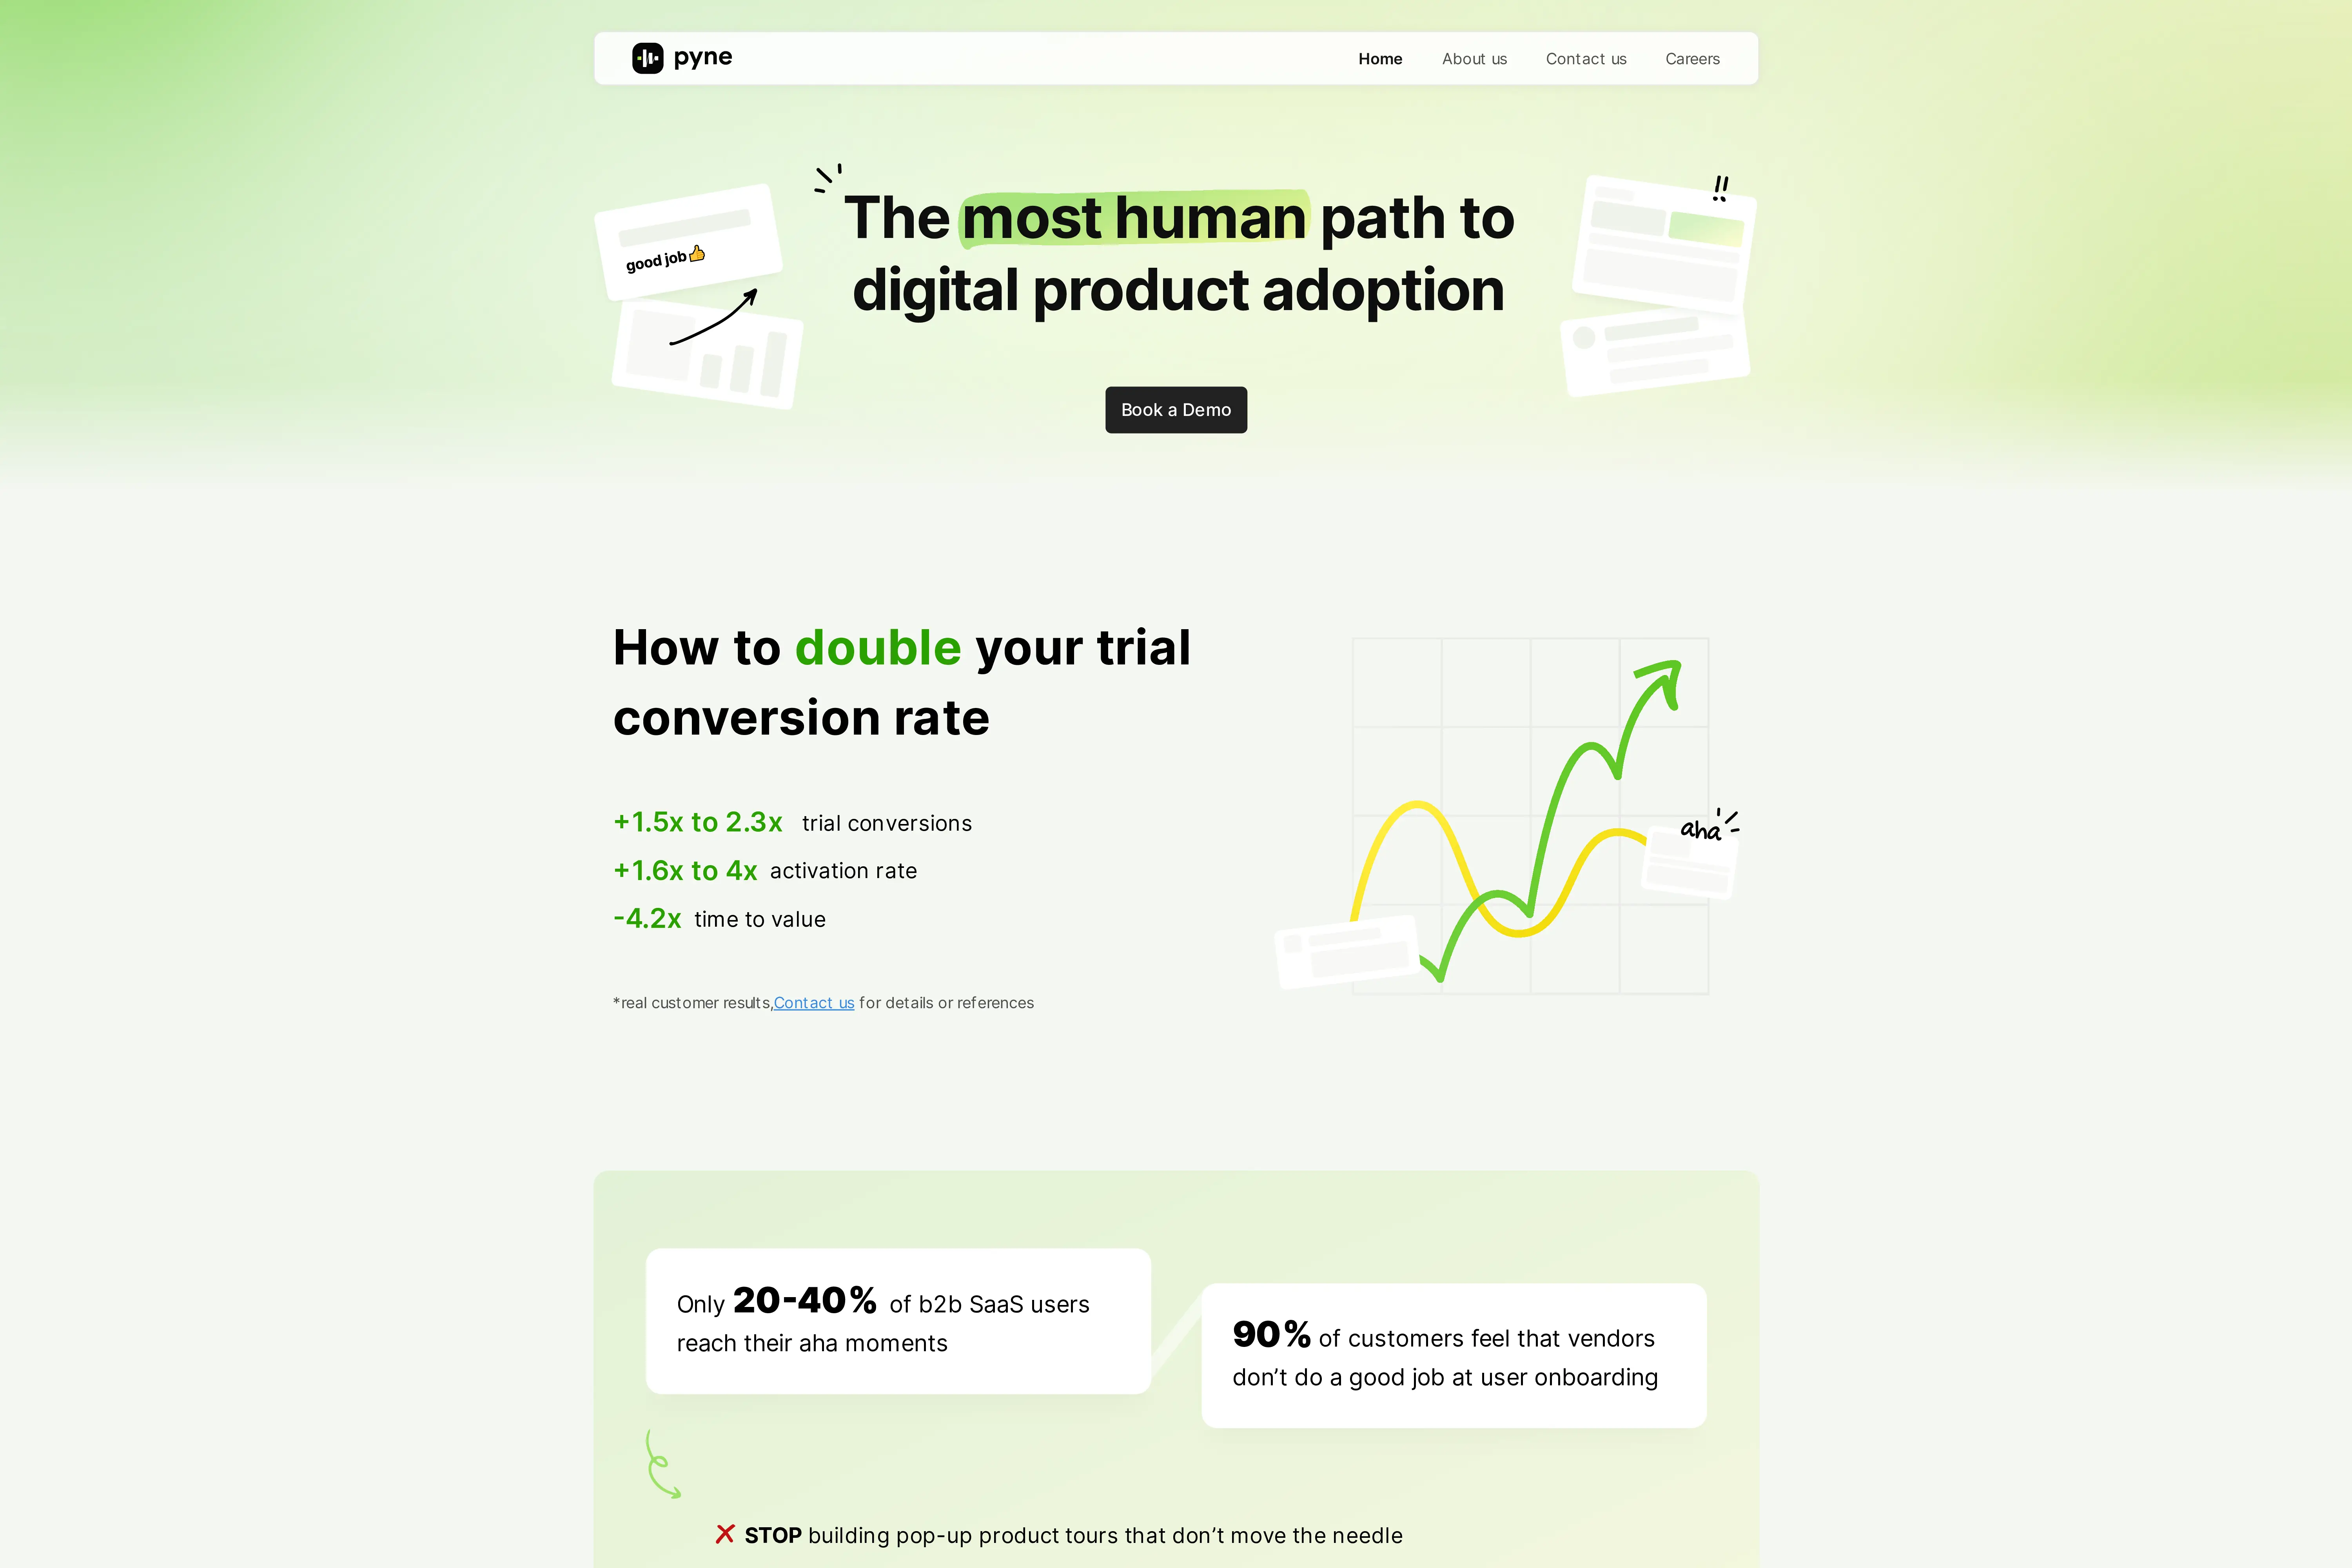 pyne
Home
About us
Contact us
Careers
The most human path to
digital product adoption
good job👍
!!
Book a Demo
How to double your trial
conversion rate
+1.5x to 2.3x trial conversions
+1.6x to 4x activation rate
-4.2x time to value
*real customer results,Contact us for details or references
aha
Only 20-40% of b2b SaaS users
reach their aha moments
90% of customers feel that vendors
don’t do a good job at user onboarding
❌ STOP building pop-up product tours that don’t move the needle